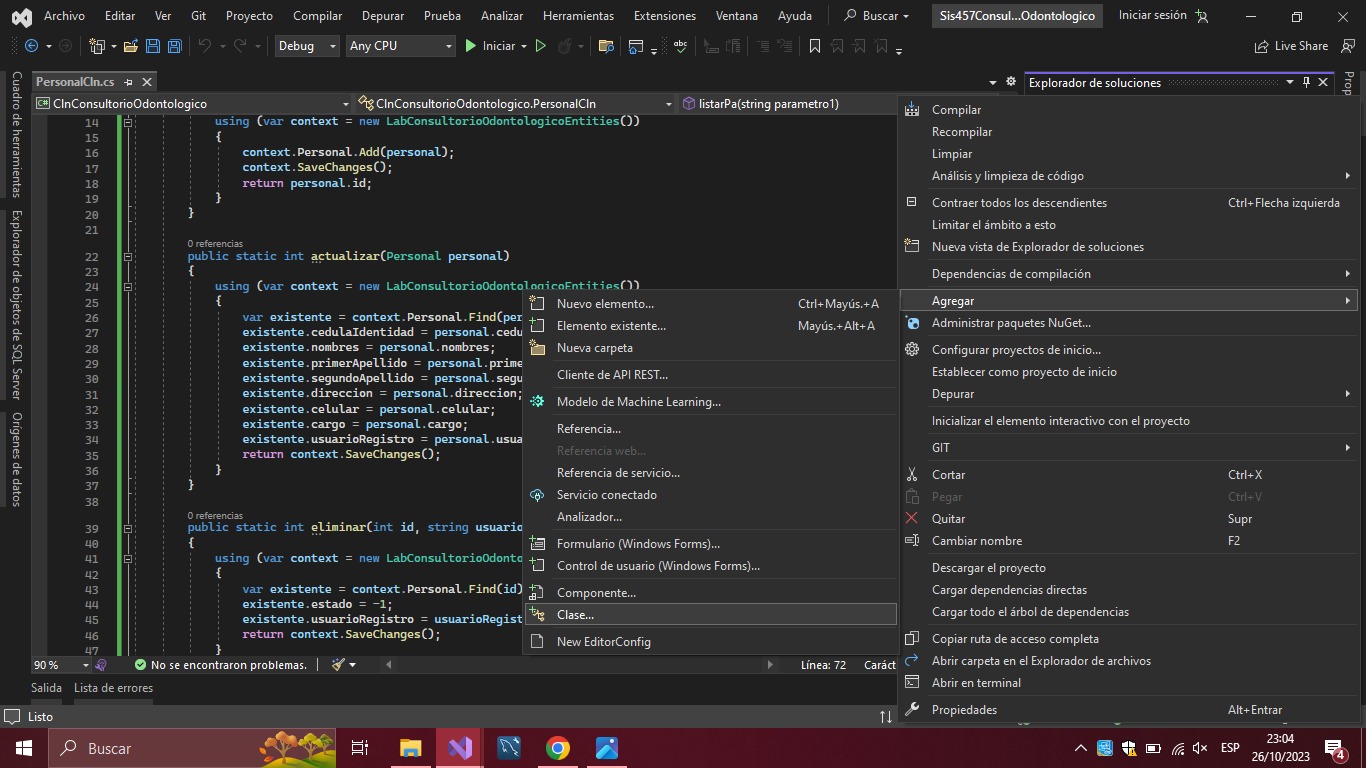 Archivo Editar Ver Git Proyecto Compilar Depurar Prueba Analizar Herramientas Extensiones Ventana Ayuda Buscar Sis457Consul...Odontologico Iniciar sesión
Debug Any CPU Iniciar Live Share
PersonalCln.cs
Explorador de soluciones
Prop
Cuadro de herramientas
Explorador de objetos de SQL Server
Orígenes de datos
ClnConsultorioOdontologico ClnConsultorioOdontologico.PersonalCln listarPa(string parametro1)
14 using (var context = new LabConsultorioOdontologicoEntities())
15 {
16 context.Personal.Add(personal);
17 context.SaveChanges();
18 return personal.id;
19 }
20 }
21
0 referencias
22 public static int actualizar(Personal personal)
23 {
24 using (var context = new LabConsultorioOdontologicoEntities())
25 {
26 var existente = context.Personal.Find(per
27 existente.cedulaIdentidad = personal.cedu
28 existente.nombres = personal.nombres;
29 existente.primerApellido = personal.prime
30 existente.segundoApellido = personal.segu
31 existente.direccion = personal.direccion;
32 existente.celular = personal.celular;
33 existente.cargo = personal.cargo;
34 existente.usuarioRegistro = personal.usua
35 return context.SaveChanges();
36 }
37 }
38
0 referencias
39 public static int eliminar(int id, string usuario
40 {
41 using (var context = new LabConsultorioOdonto
42 {
43 var existente = context.Personal.Find(id)
44 existente.estado = -1;
45 existente.usuarioRegistro = usuarioRegist
46 return context.SaveChanges();
47 }
Nuevo elemento... Ctrl+Mayús.+A
Elemento existente... Mayús.+Alt+A
Nueva carpeta
Cliente de API REST...
Modelo de Machine Learning...
Referencia...
Referencia web...
Referencia de servicio...
Servicio conectado
Analizador...
Formulario (Windows Forms)...
Control de usuario (Windows Forms)...
Componente...
Clase...
New EditorConfig
Compilar
Recompilar
Limpiar
Análisis y limpieza de código
Contraer todos los descendientes Ctrl+Flecha izquierda
Limitar el ámbito a esto
Nueva vista de Explorador de soluciones
Dependencias de compilación
Agregar
Administrar paquetes NuGet...
Configurar proyectos de inicio...
Establecer como proyecto de inicio
Depurar
Inicializar el elemento interactivo con el proyecto
GIT
Cortar Ctrl+X
Pegar Ctrl+V
Quitar Supr
Cambiar nombre F2
Descargar el proyecto
Cargar dependencias directas
Cargar todo el árbol de dependencias
Copiar ruta de acceso completa
Abrir carpeta en el Explorador de archivos
Abrir en terminal
Propiedades Alt+Entrar
90 % No se encontraron problemas. Línea: 72 Caráct
Salida Lista de errores
Listo
Buscar
ESP
23:04
26/10/2023
4